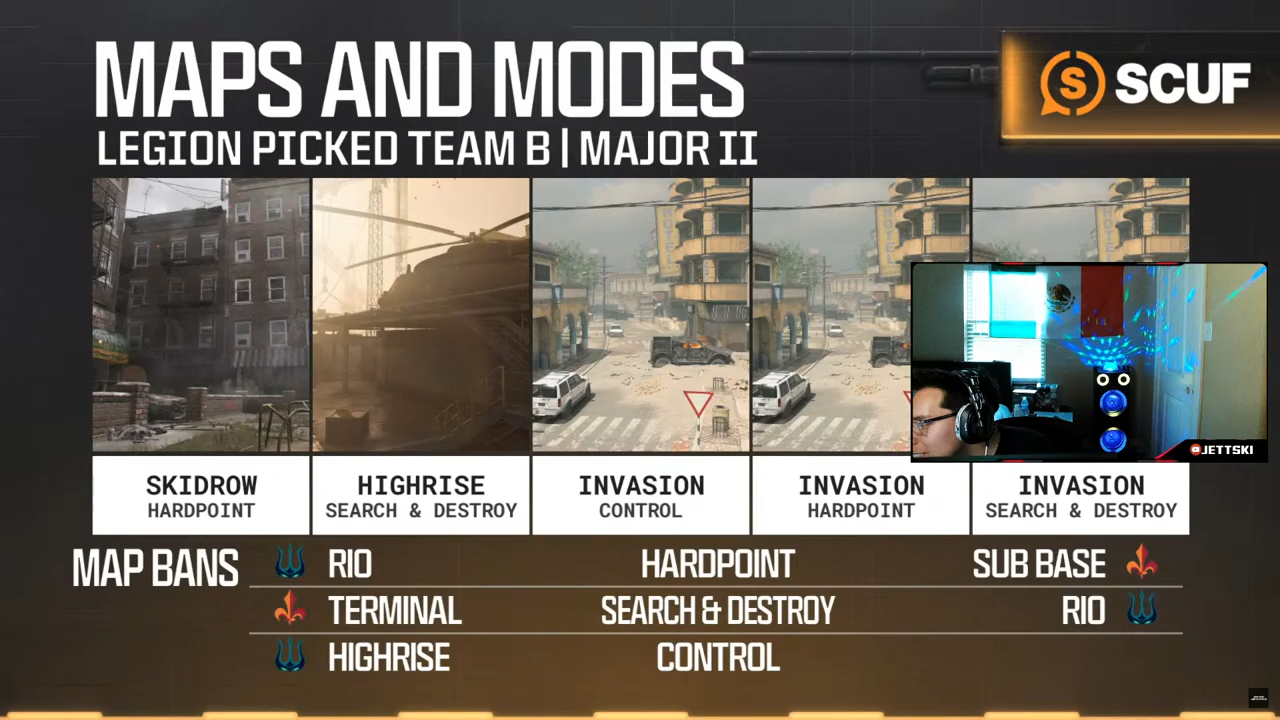 MAPS AND MODES
LEGION PICKED TEAM B | MAJOR II
S SCUF
SKIDROW
HARDPOINT
HIGHRISE
SEARCH & DESTROY
INVASION
CONTROL
INVASION
HARDPOINT
INVASION
SEARCH & DESTROY
JETTSKI
MAP BANS
RIO HARDPOINT SUB BASE
TERMINAL SEARCH & DESTROY RIO
HIGHRISE CONTROL